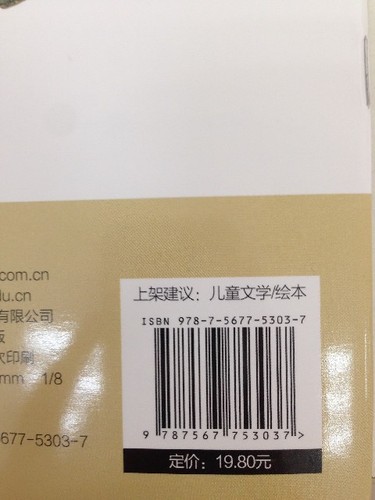 .com.cn
du.cn
有限公司
版
次印刷
mm 1/8
5677-5303-7
上架建议：儿童文学/绘本
ISBN 978-7-5677-5303-7
9 787567 753037 >
定价：19.80元